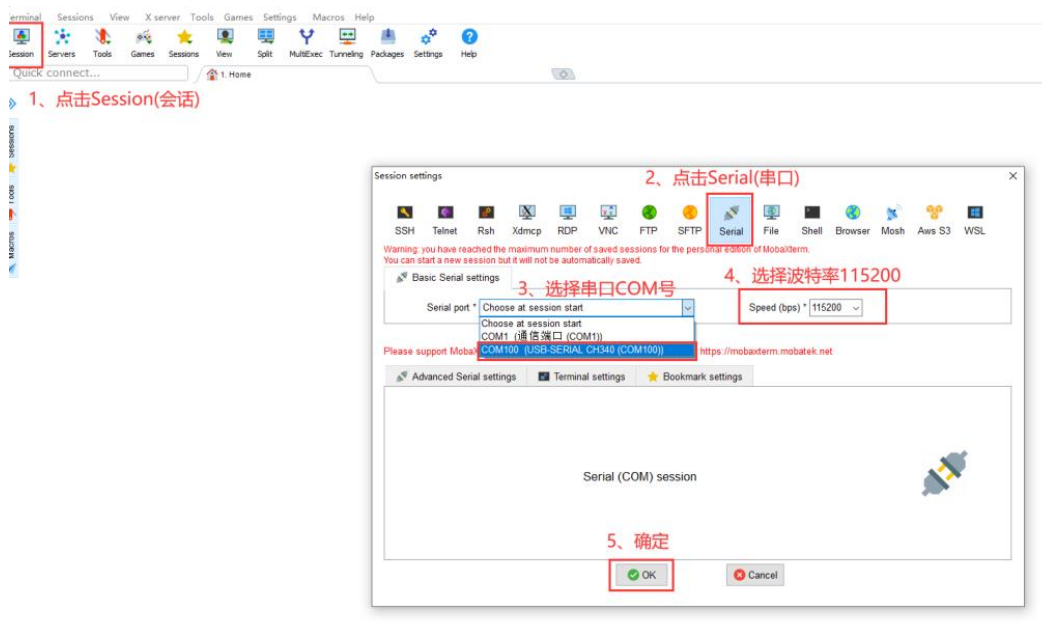 Terminal Sessions View X server Tools Games Settings Macros Help
Session Servers Tools Games Sessions View Split MultiExec Tunneling Packages Settings Help
Quick connect...
1. Home
1、点击Session(会话)
Sessions
Tools
Macros
Session settings
2、点击Serial(串口)
SSH Telnet Rsh Xdmcp RDP VNC FTP SFTP Serial File Shell Browser Mosh Aws S3 WSL
Warning: you have reached the maximum number of saved sessions for the personal edition of MobaXterm.
You can start a new session but it will not be automatically saved.
Basic Serial settings
3、选择串口COM号
4、选择波特率115200
Serial port * Choose at session start
Speed (bps) * 115200
Choose at session start
COM1 (通信端口 (COM1))
COM100 (USB-SERIAL CH340 (COM100))
Please support Moba
https://mobaxterm.mobatek.net
Advanced Serial settings Terminal settings Bookmark settings
Serial (COM) session
5、确定
OK Cancel